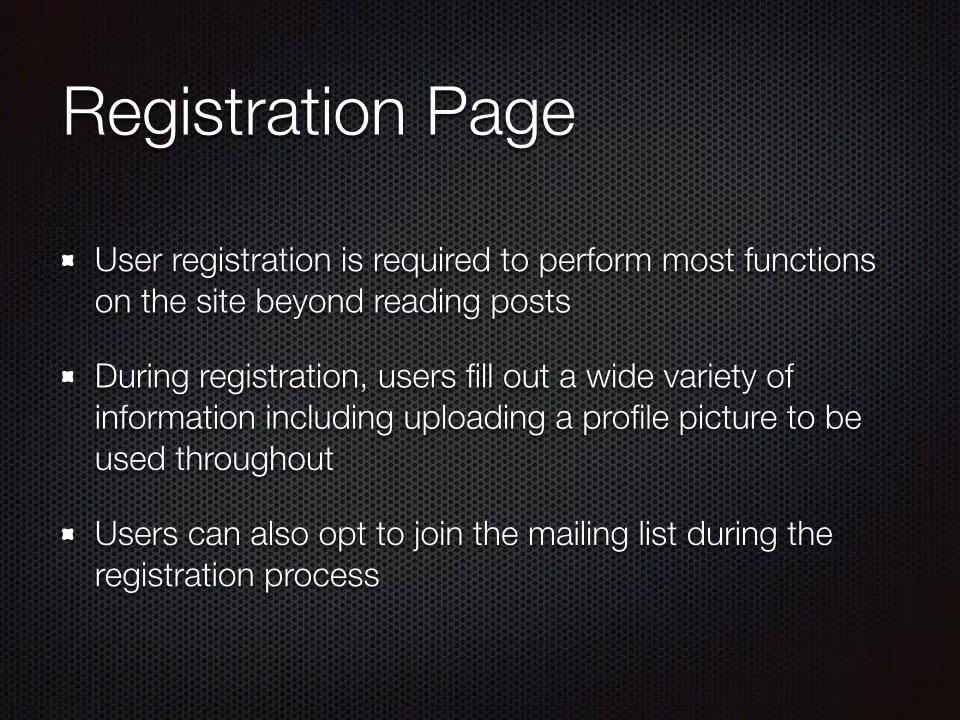 Registration Page
User registration is required to perform most functions
on the site beyond reading posts
During registration, users fill out a wide variety of
information including uploading a profile picture to be
used throughout
Users can also opt to join the mailing list during the
registration process